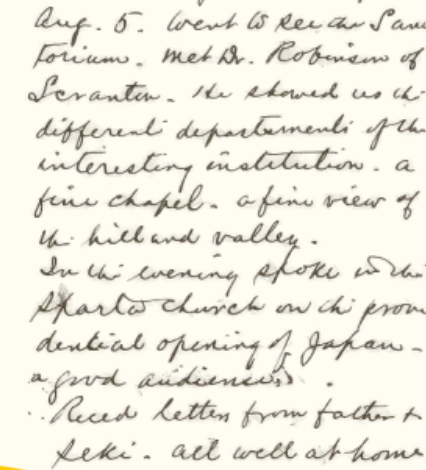 Aug. 5. Went to see the Sana
torium. Met Dr. Robinson of
Scranton. He showed us the
different departments of the
interesting institution. a
fine chapel. a fine view of
the hill and valley.
In the evening spoke in the
Sparta church on the provi
dential opening of Japan -
a good audience.
Recd letters from father &
Seki. all well at home